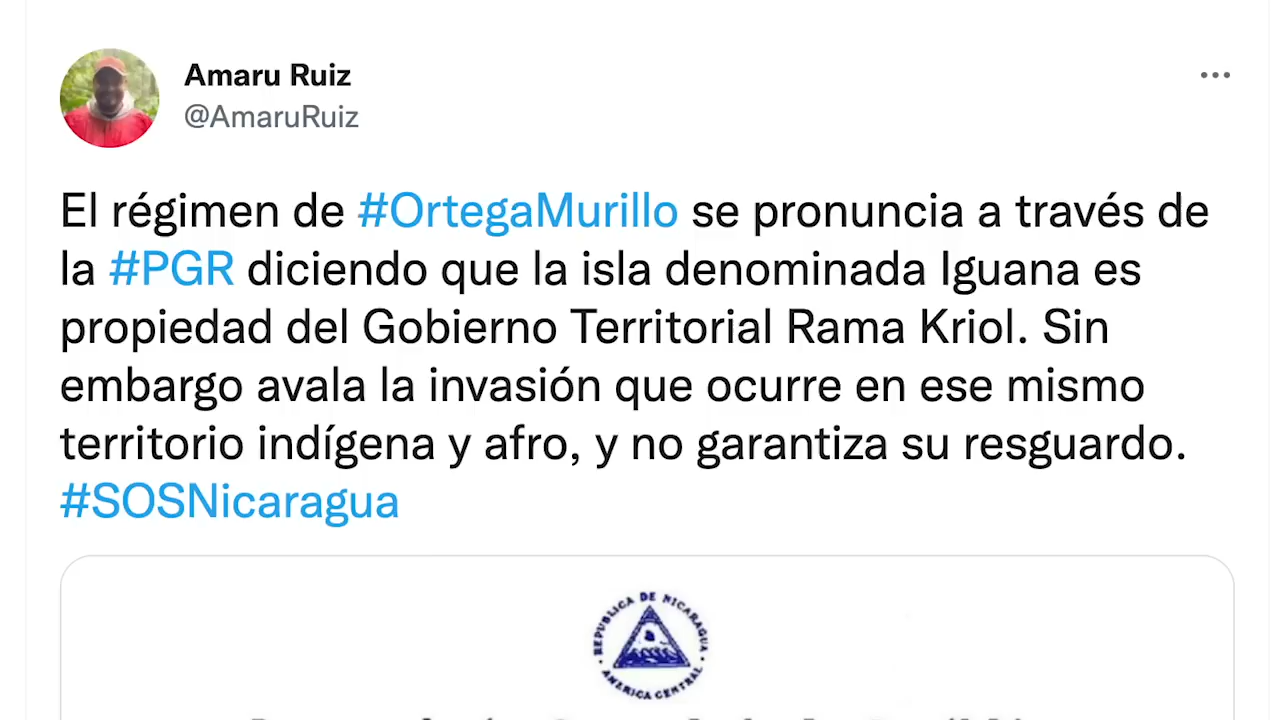 Amaru Ruiz
@AmaruRuiz
El régimen de #OrtegaMurillo se pronuncia a través de
la #PGR diciendo que la isla denominada Iguana es
propiedad del Gobierno Territorial Rama Kriol. Sin
embargo avala la invasión que ocurre en ese mismo
territorio indígena y afro, y no garantiza su resguardo.
#SOSNicaragua
REPUBLICA DE NICARAGUA
AMERICA CENTRAL